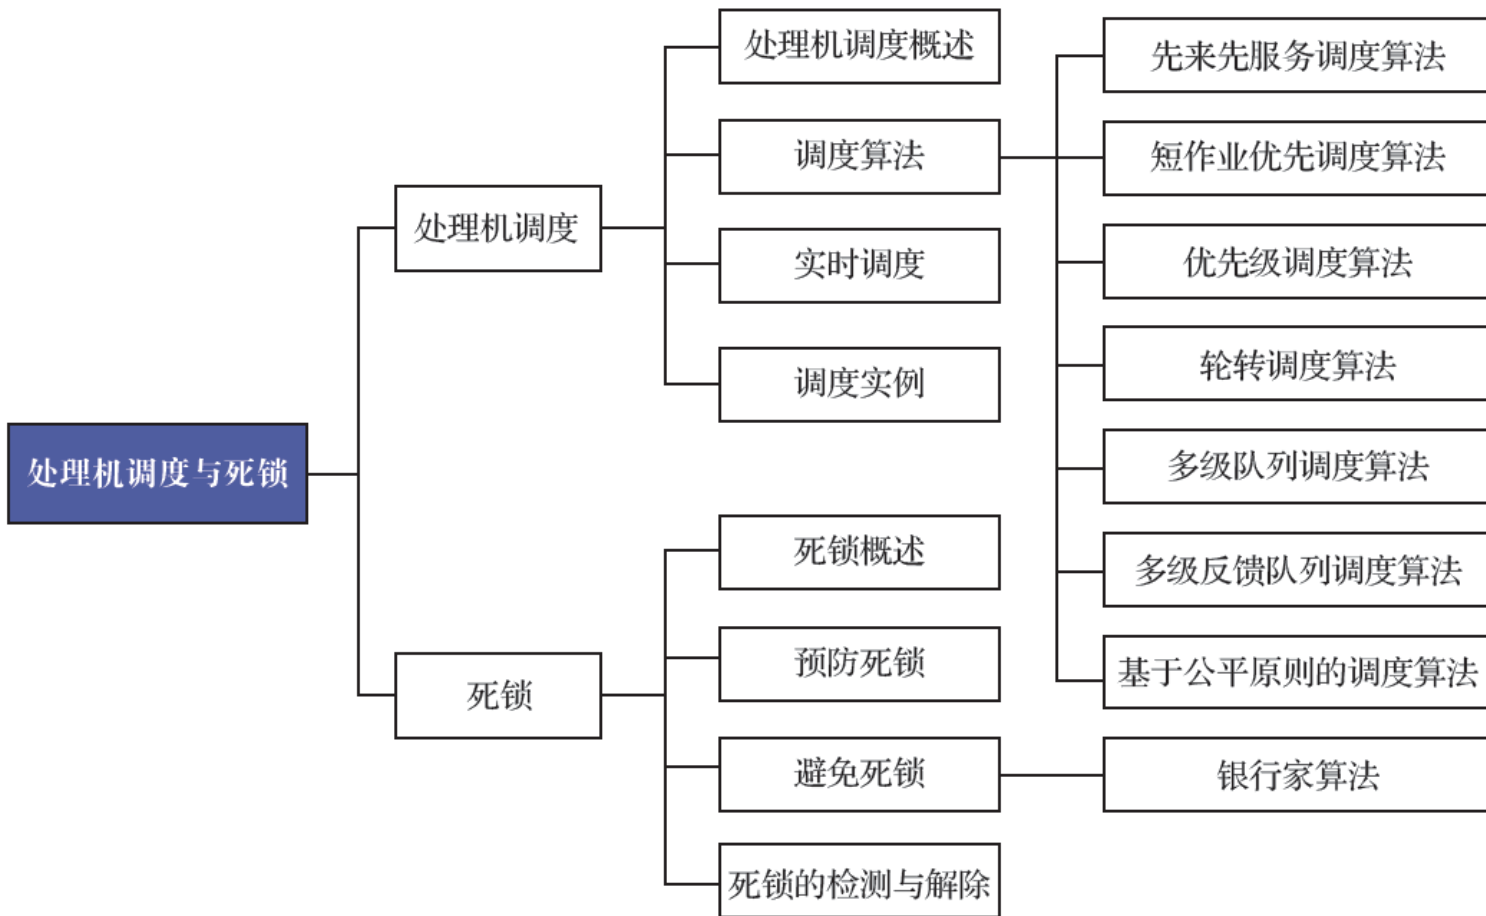 处理机调度与死锁
处理机调度
处理机调度概述
调度算法
先来先服务调度算法
短作业优先调度算法
优先级调度算法
轮转调度算法
多级队列调度算法
多级反馈队列调度算法
基于公平原则的调度算法
实时调度
调度实例
死锁
死锁概述
预防死锁
避免死锁
银行家算法
死锁的检测与解除